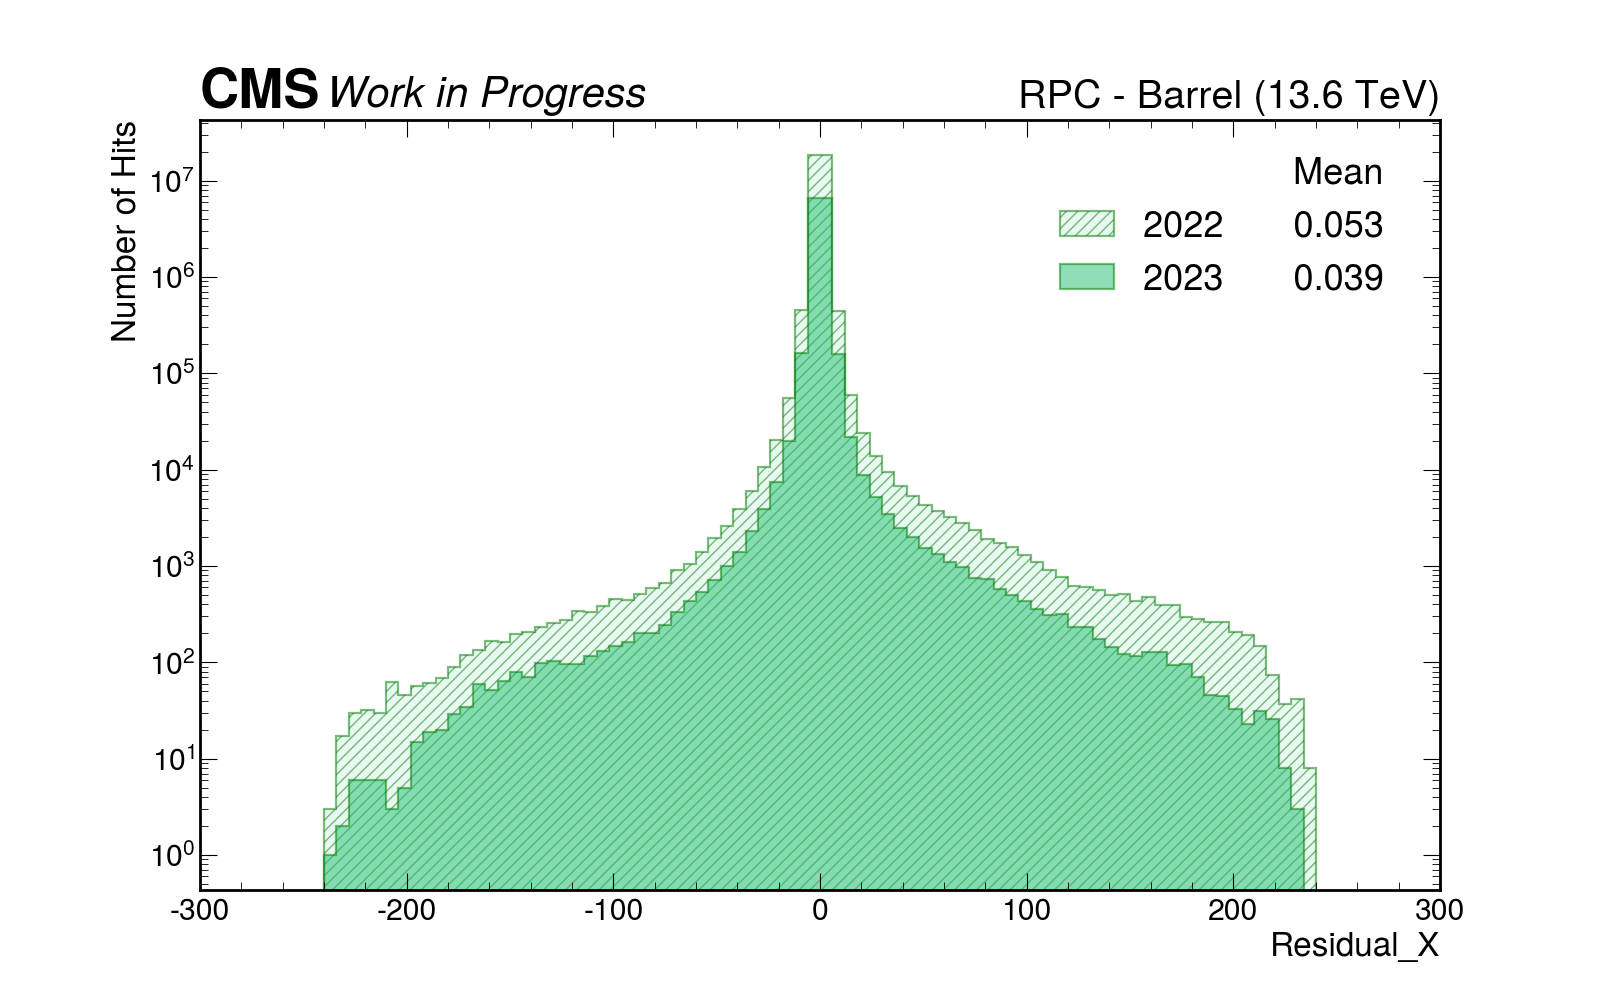 CMS Work in Progress
RPC - Barrel (13.6 TeV)
Number of Hits
10^7
10^6
10^5
10^4
10^3
10^2
10^1
10^0
Mean
2022 0.053
2023 0.039
-300 -200 -100 0 100 200 300
Residual_X